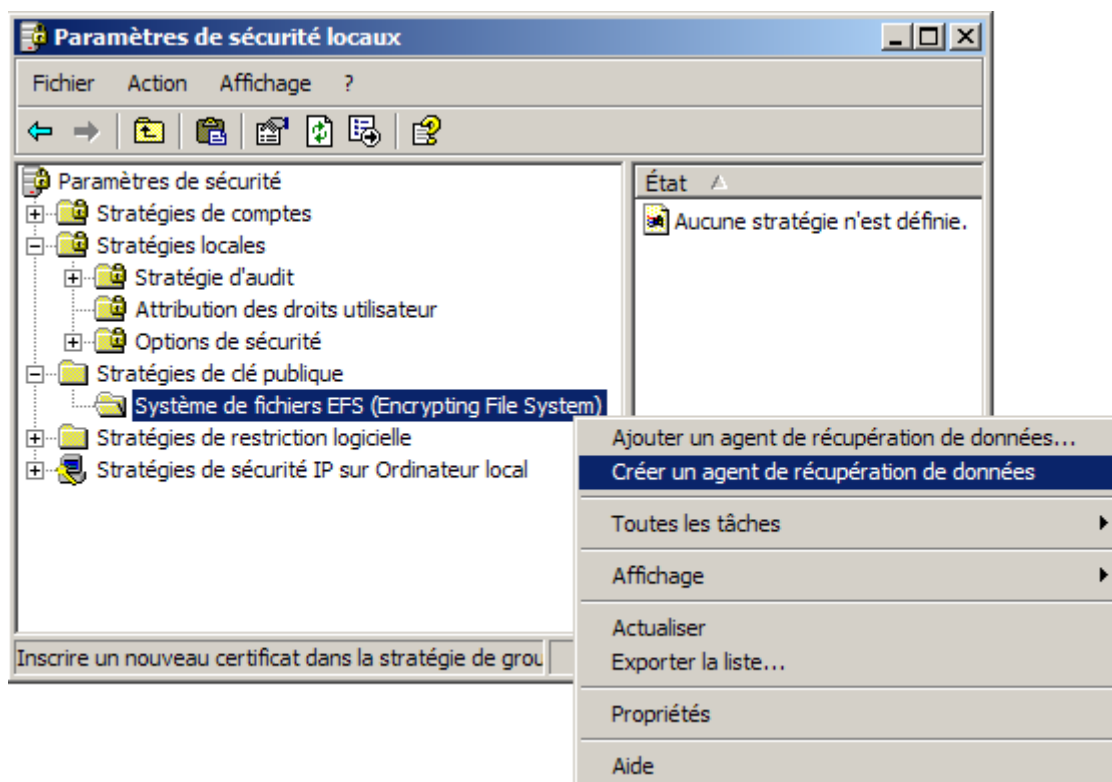 Paramètres de sécurité locaux
Fichier Action Affichage ?
Paramètres de sécurité
Stratégies de comptes
Stratégies locales
Stratégie d'audit
Attribution des droits utilisateur
Options de sécurité
Stratégies de clé publique
Système de fichiers EFS (Encrypting File System)
Stratégies de restriction logicielle
Stratégies de sécurité IP sur Ordinateur local
État
Aucune stratégie n'est définie.
Inscrire un nouveau certificat dans la stratégie de grou
Ajouter un agent de récupération de données...
Créer un agent de récupération de données
Toutes les tâches
Affichage
Actualiser
Exporter la liste...
Propriétés
Aide